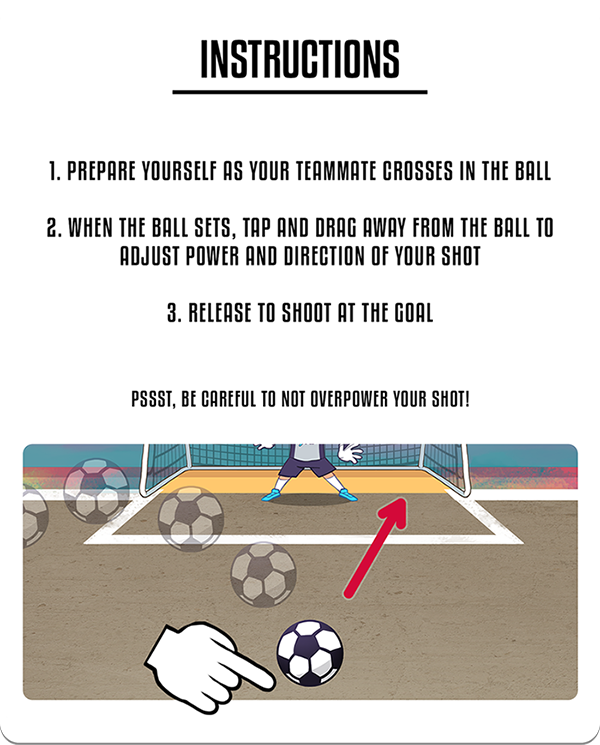 INSTRUCTIONS
1. PREPARE YOURSELF AS YOUR TEAMMATE CROSSES IN THE BALL
2. WHEN THE BALL SETS, TAP AND DRAG AWAY FROM THE BALL TO
ADJUST POWER AND DIRECTION OF YOUR SHOT
3. RELEASE TO SHOOT AT THE GOAL
PSSST, BE CAREFUL TO NOT OVERPOWER YOUR SHOT!